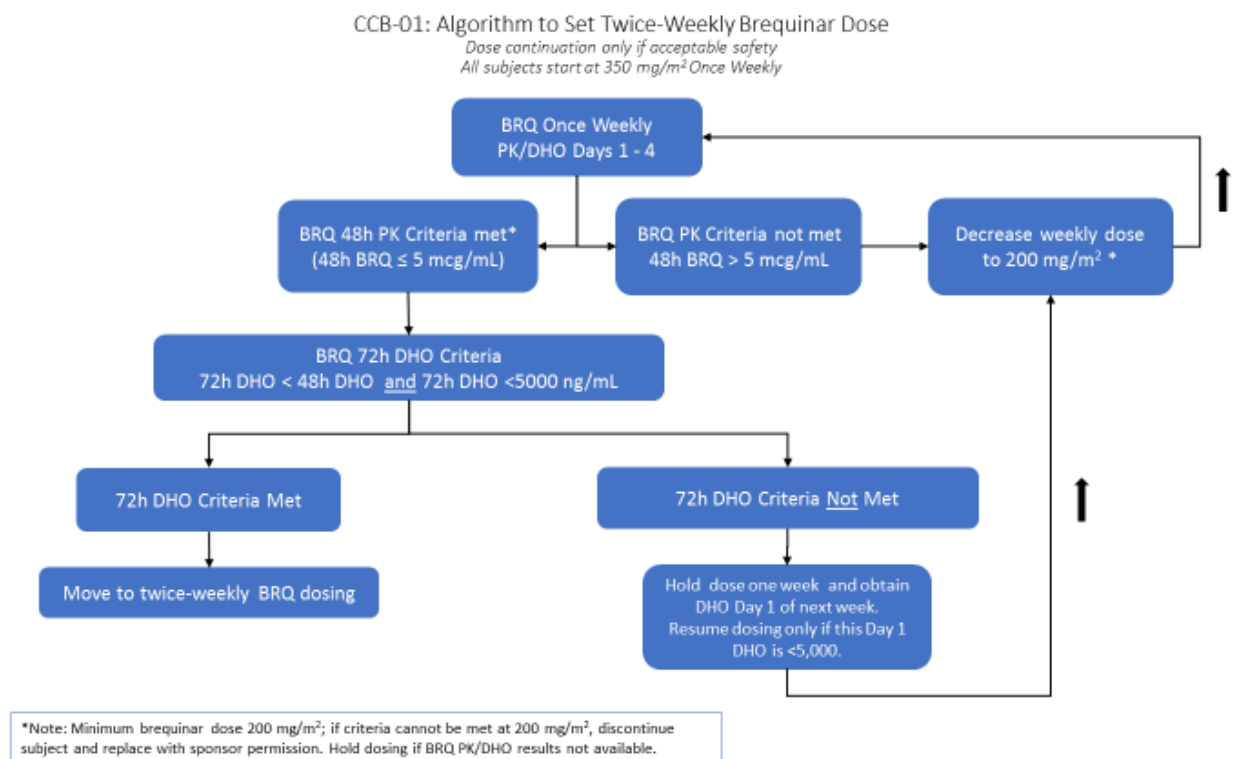 CCB-01: Algorithm to Set Twice-Weekly Brequinar Dose
Dose continuation only if acceptable safety
All subjects start at 350 mg/m² Once Weekly
BRQ Once Weekly
PK/DHO Days 1 - 4
BRQ 48h PK Criteria met*
(48h BRQ ≤ 5 mcg/mL)
BRQ PK Criteria not met
48h BRQ > 5 mcg/mL
Decrease weekly dose
to 200 mg/m² *
BRQ 72h DHO Criteria
72h DHO < 48h DHO and 72h DHO <5000 ng/mL
72h DHO Criteria Met
72h DHO Criteria Not Met
Move to twice-weekly BRQ dosing
Hold dose one week and obtain
DHO Day 1 of next week.
Resume dosing only if this Day 1
DHO is <5,000.
*Note: Minimum brequinar dose 200 mg/m²; if criteria cannot be met at 200 mg/m², discontinue
subject and replace with sponsor permission. Hold dosing if BRQ PK/DHO results not available.